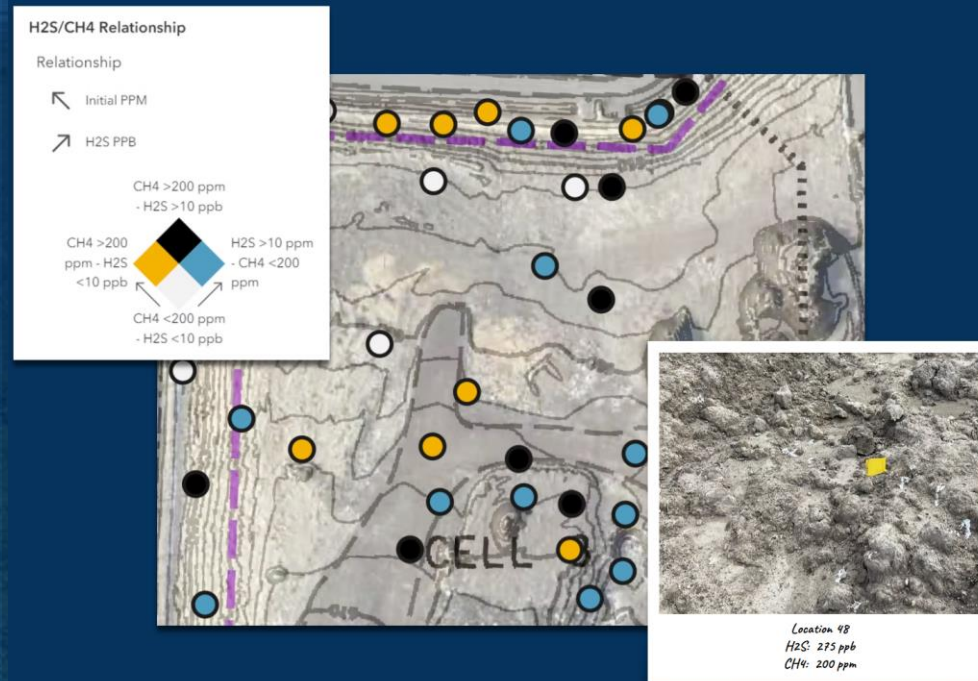 H2S/CH4 Relationship
Relationship
Initial PPM
H2S PPB
CH4 >200 ppm
- H2S >10 ppb
CH4 >200
ppm - H2S
<10 ppb
H2S >10 ppm
- CH4 <200
ppm
CH4 <200 ppm
- H2S <10 ppb
CELL 3
Location 48
H2S: 275 ppb
CH4: 200 ppm